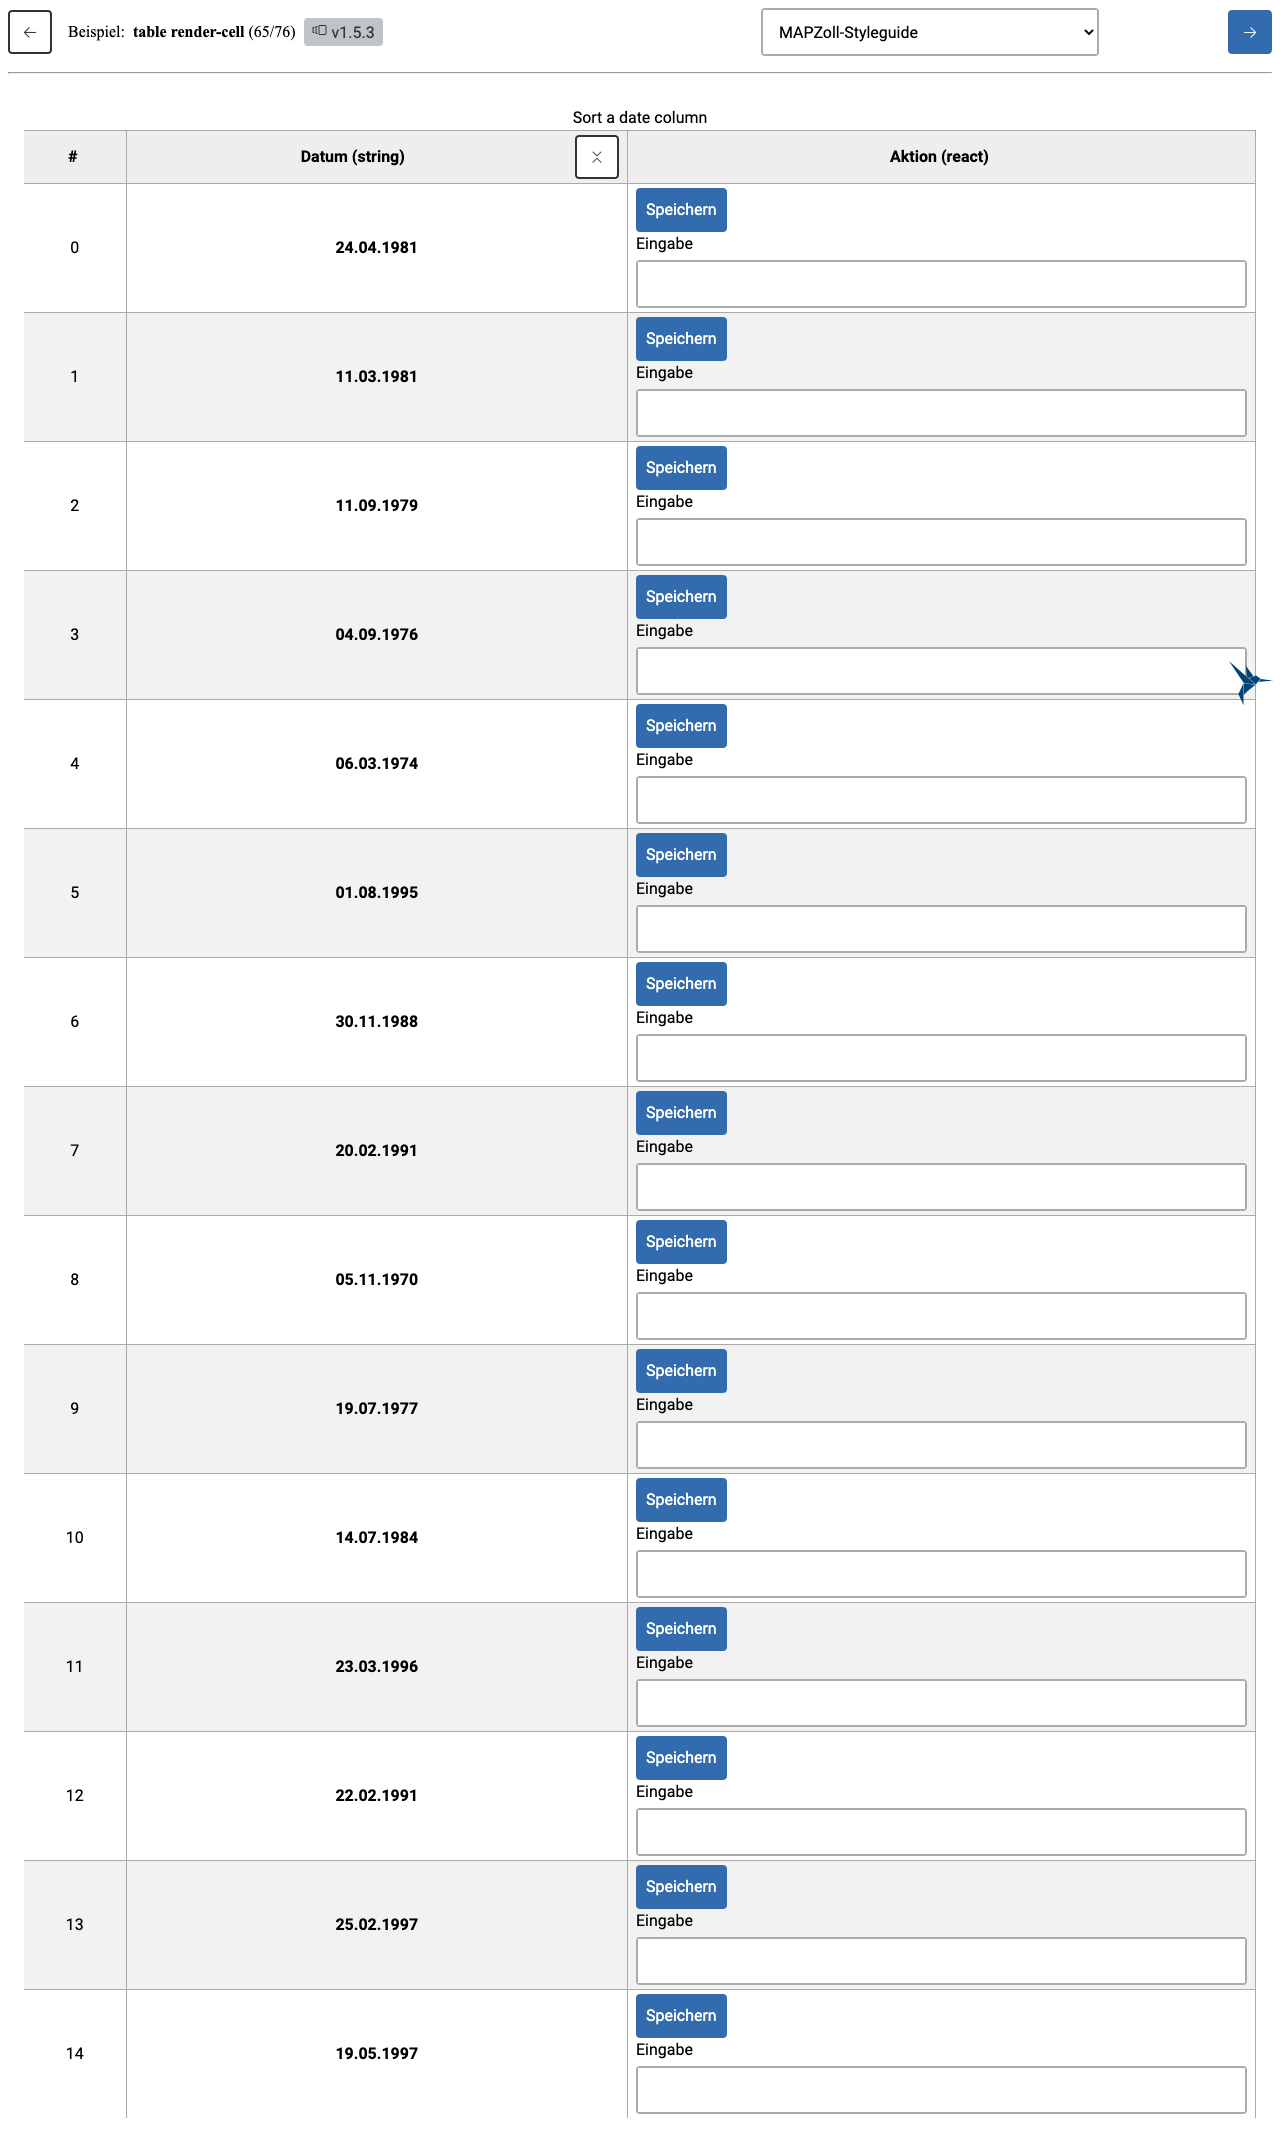 Beispiel: table render-cell (65/76) v1.5.3
MAPZoll-Styleguide
Sort a date column
# Datum (string) Aktion (react)
Speichern
0 24.04.1981 Eingabe
Speichern
1 11.03.1981 Eingabe
Speichern
2 11.09.1979 Eingabe
Speichern
3 04.09.1976 Eingabe
Speichern
4 06.03.1974 Eingabe
Speichern
5 01.08.1995 Eingabe
Speichern
6 30.11.1988 Eingabe
Speichern
7 20.02.1991 Eingabe
Speichern
8 05.11.1970 Eingabe
Speichern
9 19.07.1977 Eingabe
Speichern
10 14.07.1984 Eingabe
Speichern
11 23.03.1996 Eingabe
Speichern
12 22.02.1991 Eingabe
Speichern
13 25.02.1997 Eingabe
Speichern
14 19.05.1997 Eingabe